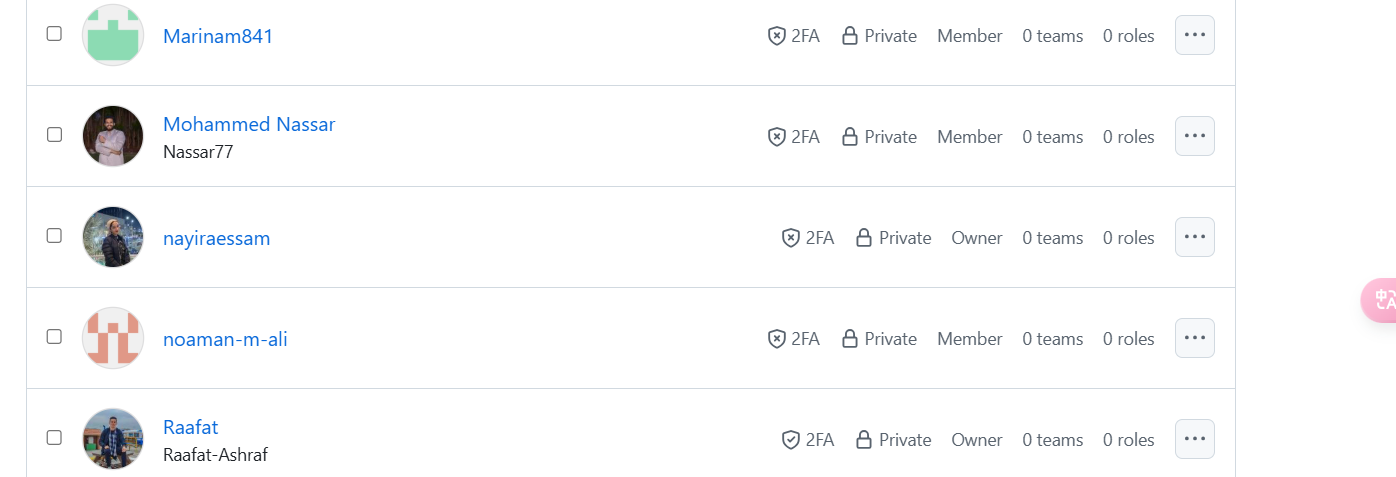 Marinam841 2FA Private Member 0 teams 0 roles
Mohammed Nassar
Nassar77 2FA Private Member 0 teams 0 roles
nayiraessam 2FA Private Owner 0 teams 0 roles
noaman-m-ali 2FA Private Member 0 teams 0 roles
Raafat
Raafat-Ashraf 2FA Private Owner 0 teams 0 roles
中
A